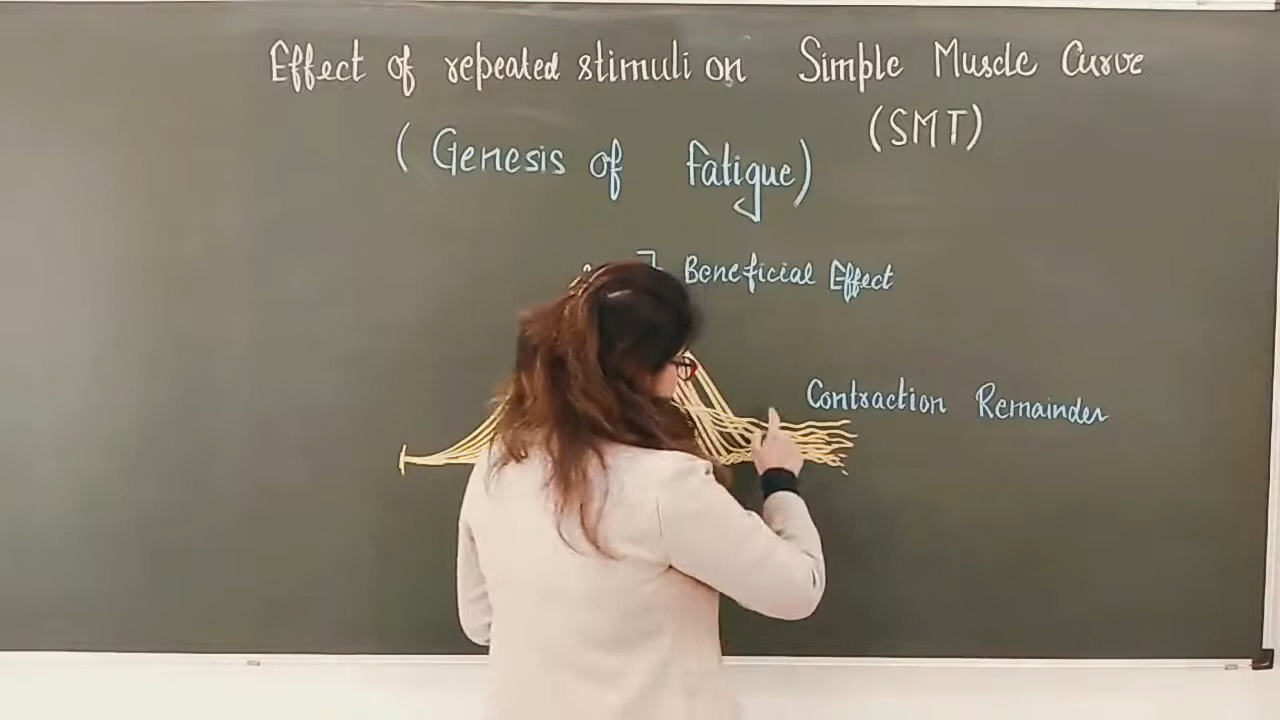 Effect of repeated stimuli on Simple Muscle Curve
(SMT)
(Genesis of Fatigue)
Beneficial Effect
Contraction Remainder